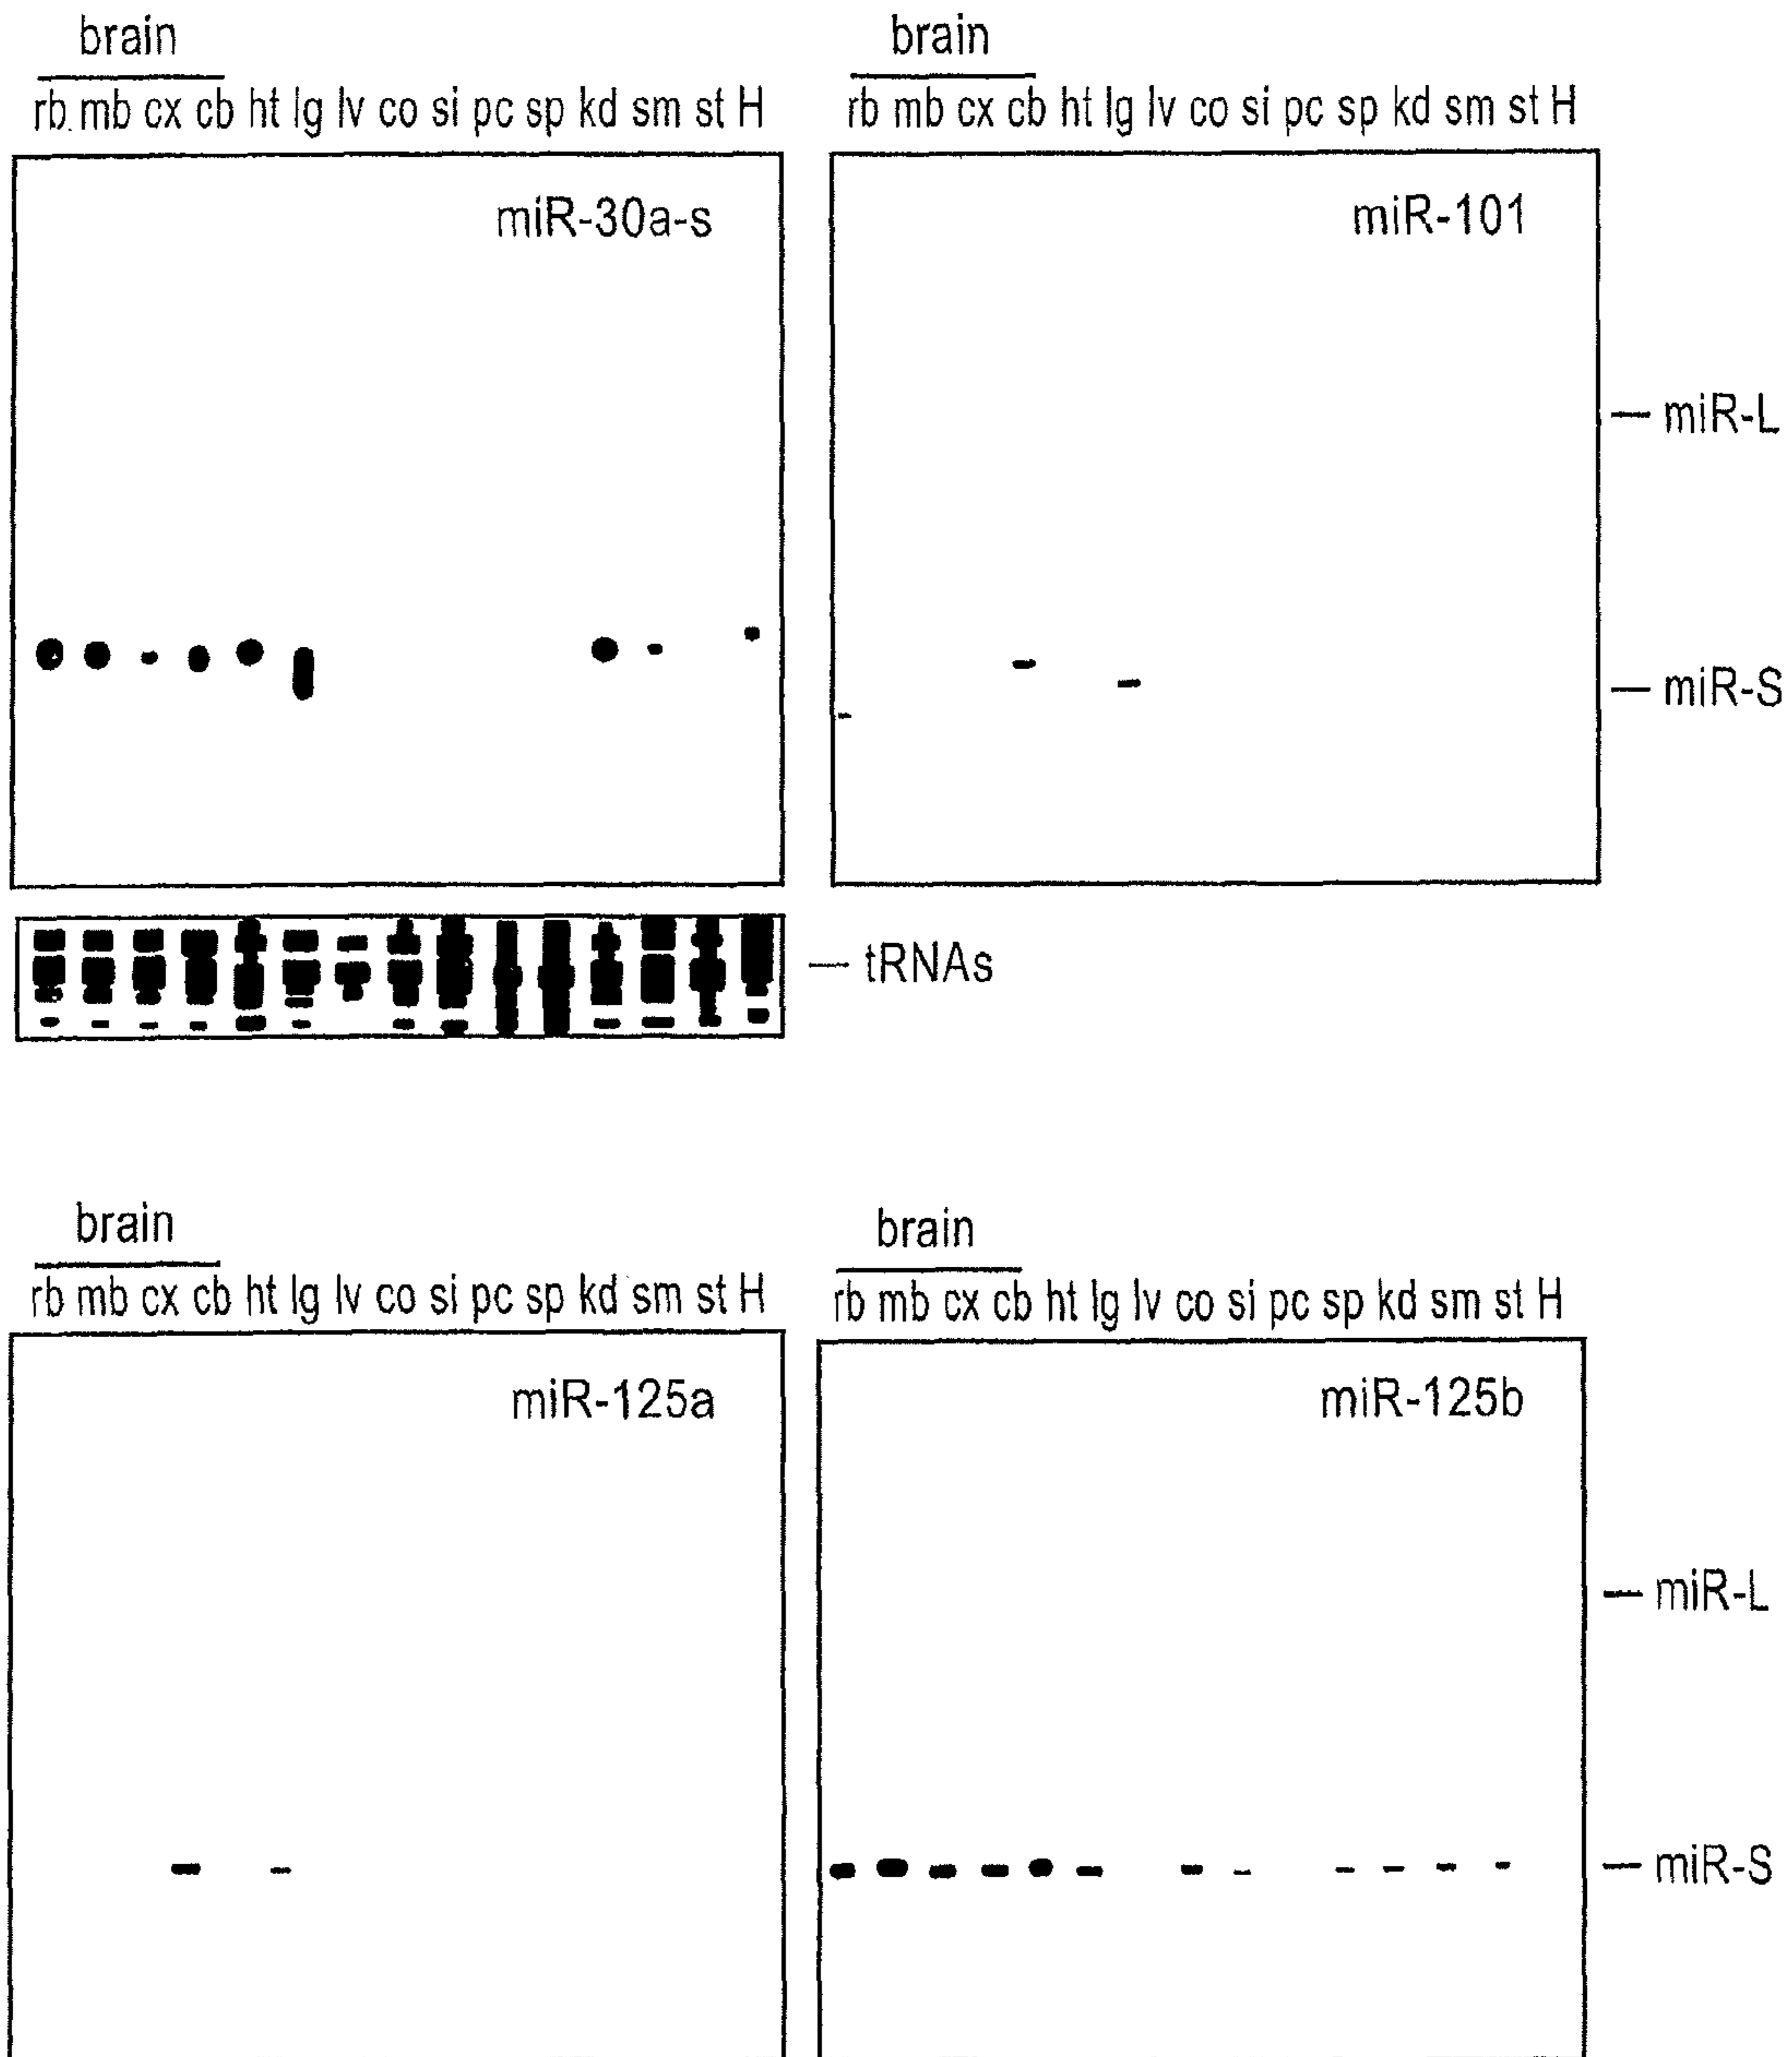 brain brain
rb. mb cx cb ht lg lv co si pc sp kd sm st H rb mb cx cb ht lg lv co si pc sp kd sm st H
miR-30a-s miR-101
— miR-L
— miR-S
— tRNAs
brain brain
rb mb cx cb ht lg lv co si pc sp kd sm st H rb mb cx cb ht lg lv co si pc sp kd sm st H
miR-125a miR-125b
— miR-L
— miR-S